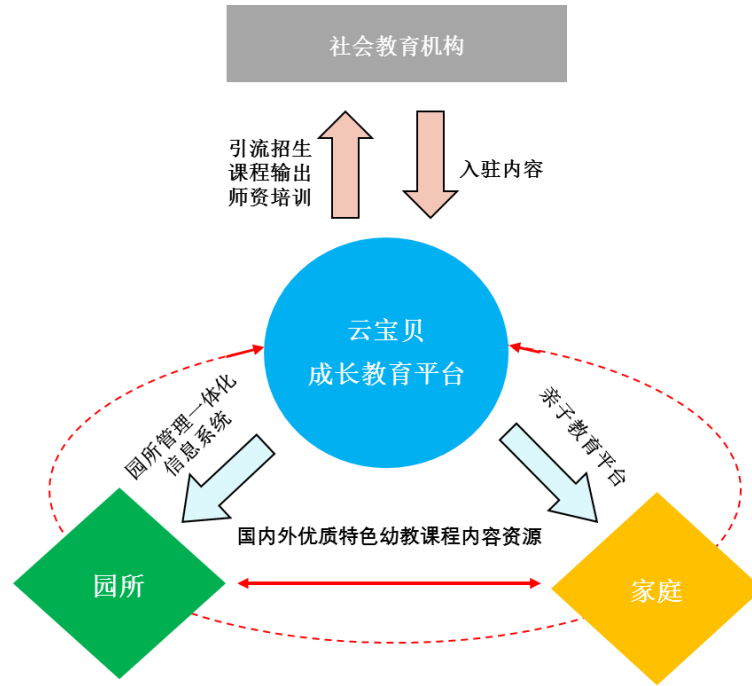 社会教育机构
引流招生
课程输出
师资培训
入驻内容
云宝贝
成长教育平台
园所管理一体化
信息系统
亲子教育平台
国内外优质特色幼教课程内容资源
园所
家庭